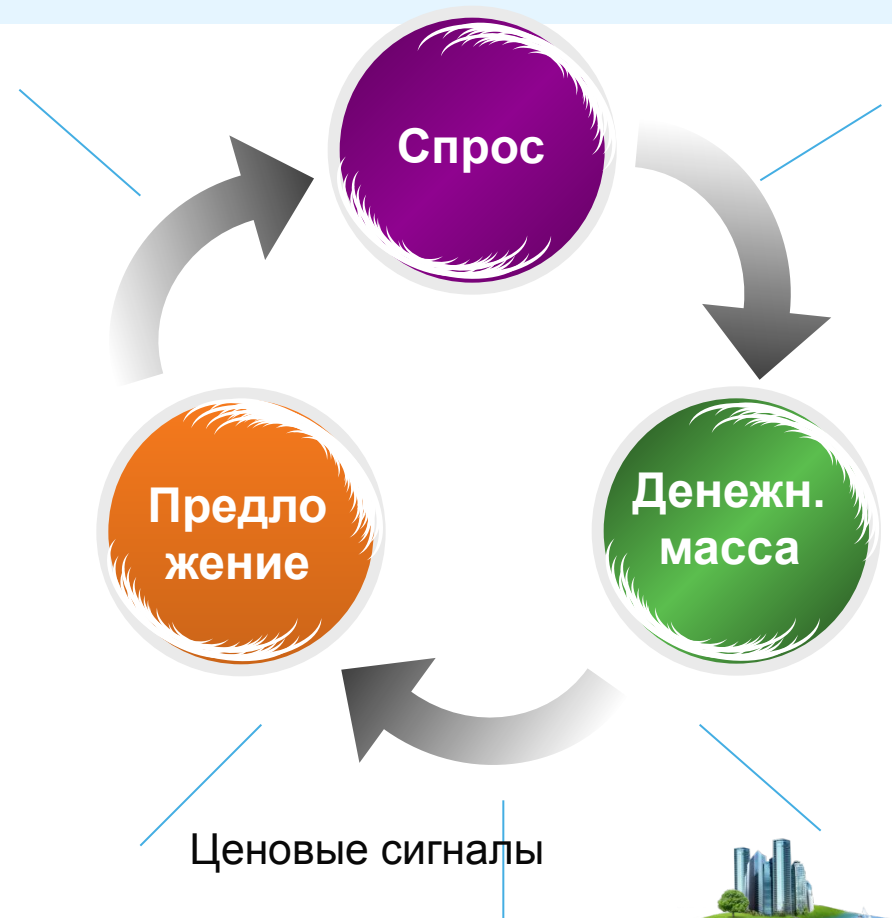 Спрос
Денежн.
масса
Предло
жение
Ценовые сигналы